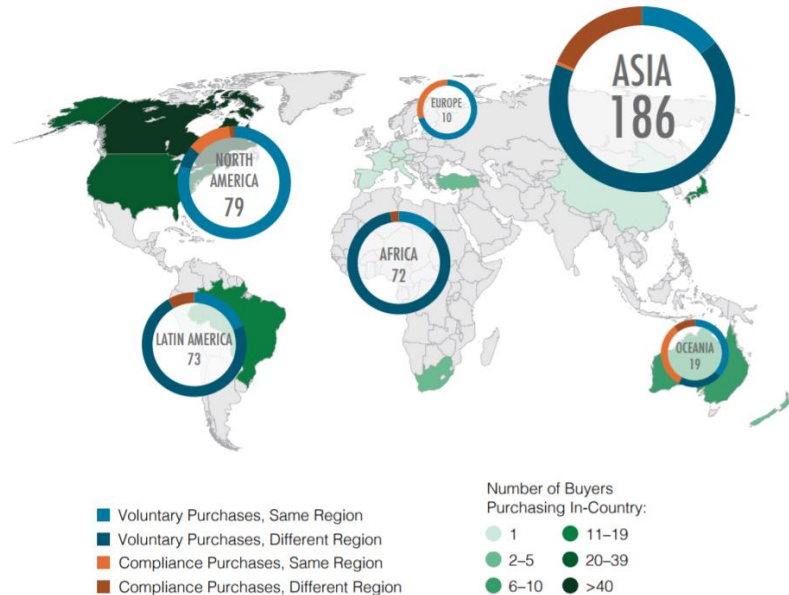 ASIA
186
EUROPE
10
NORTH
AMERICA
79
AFRICA
72
LATIN AMERICA
73
OCEANIA
19
Voluntary Purchases, Same Region
Voluntary Purchases, Different Region
Compliance Purchases, Same Region
Compliance Purchases, Different Region
Number of Buyers
Purchasing In-Country:
1
2–5
6–10
11–19
20–39
>40